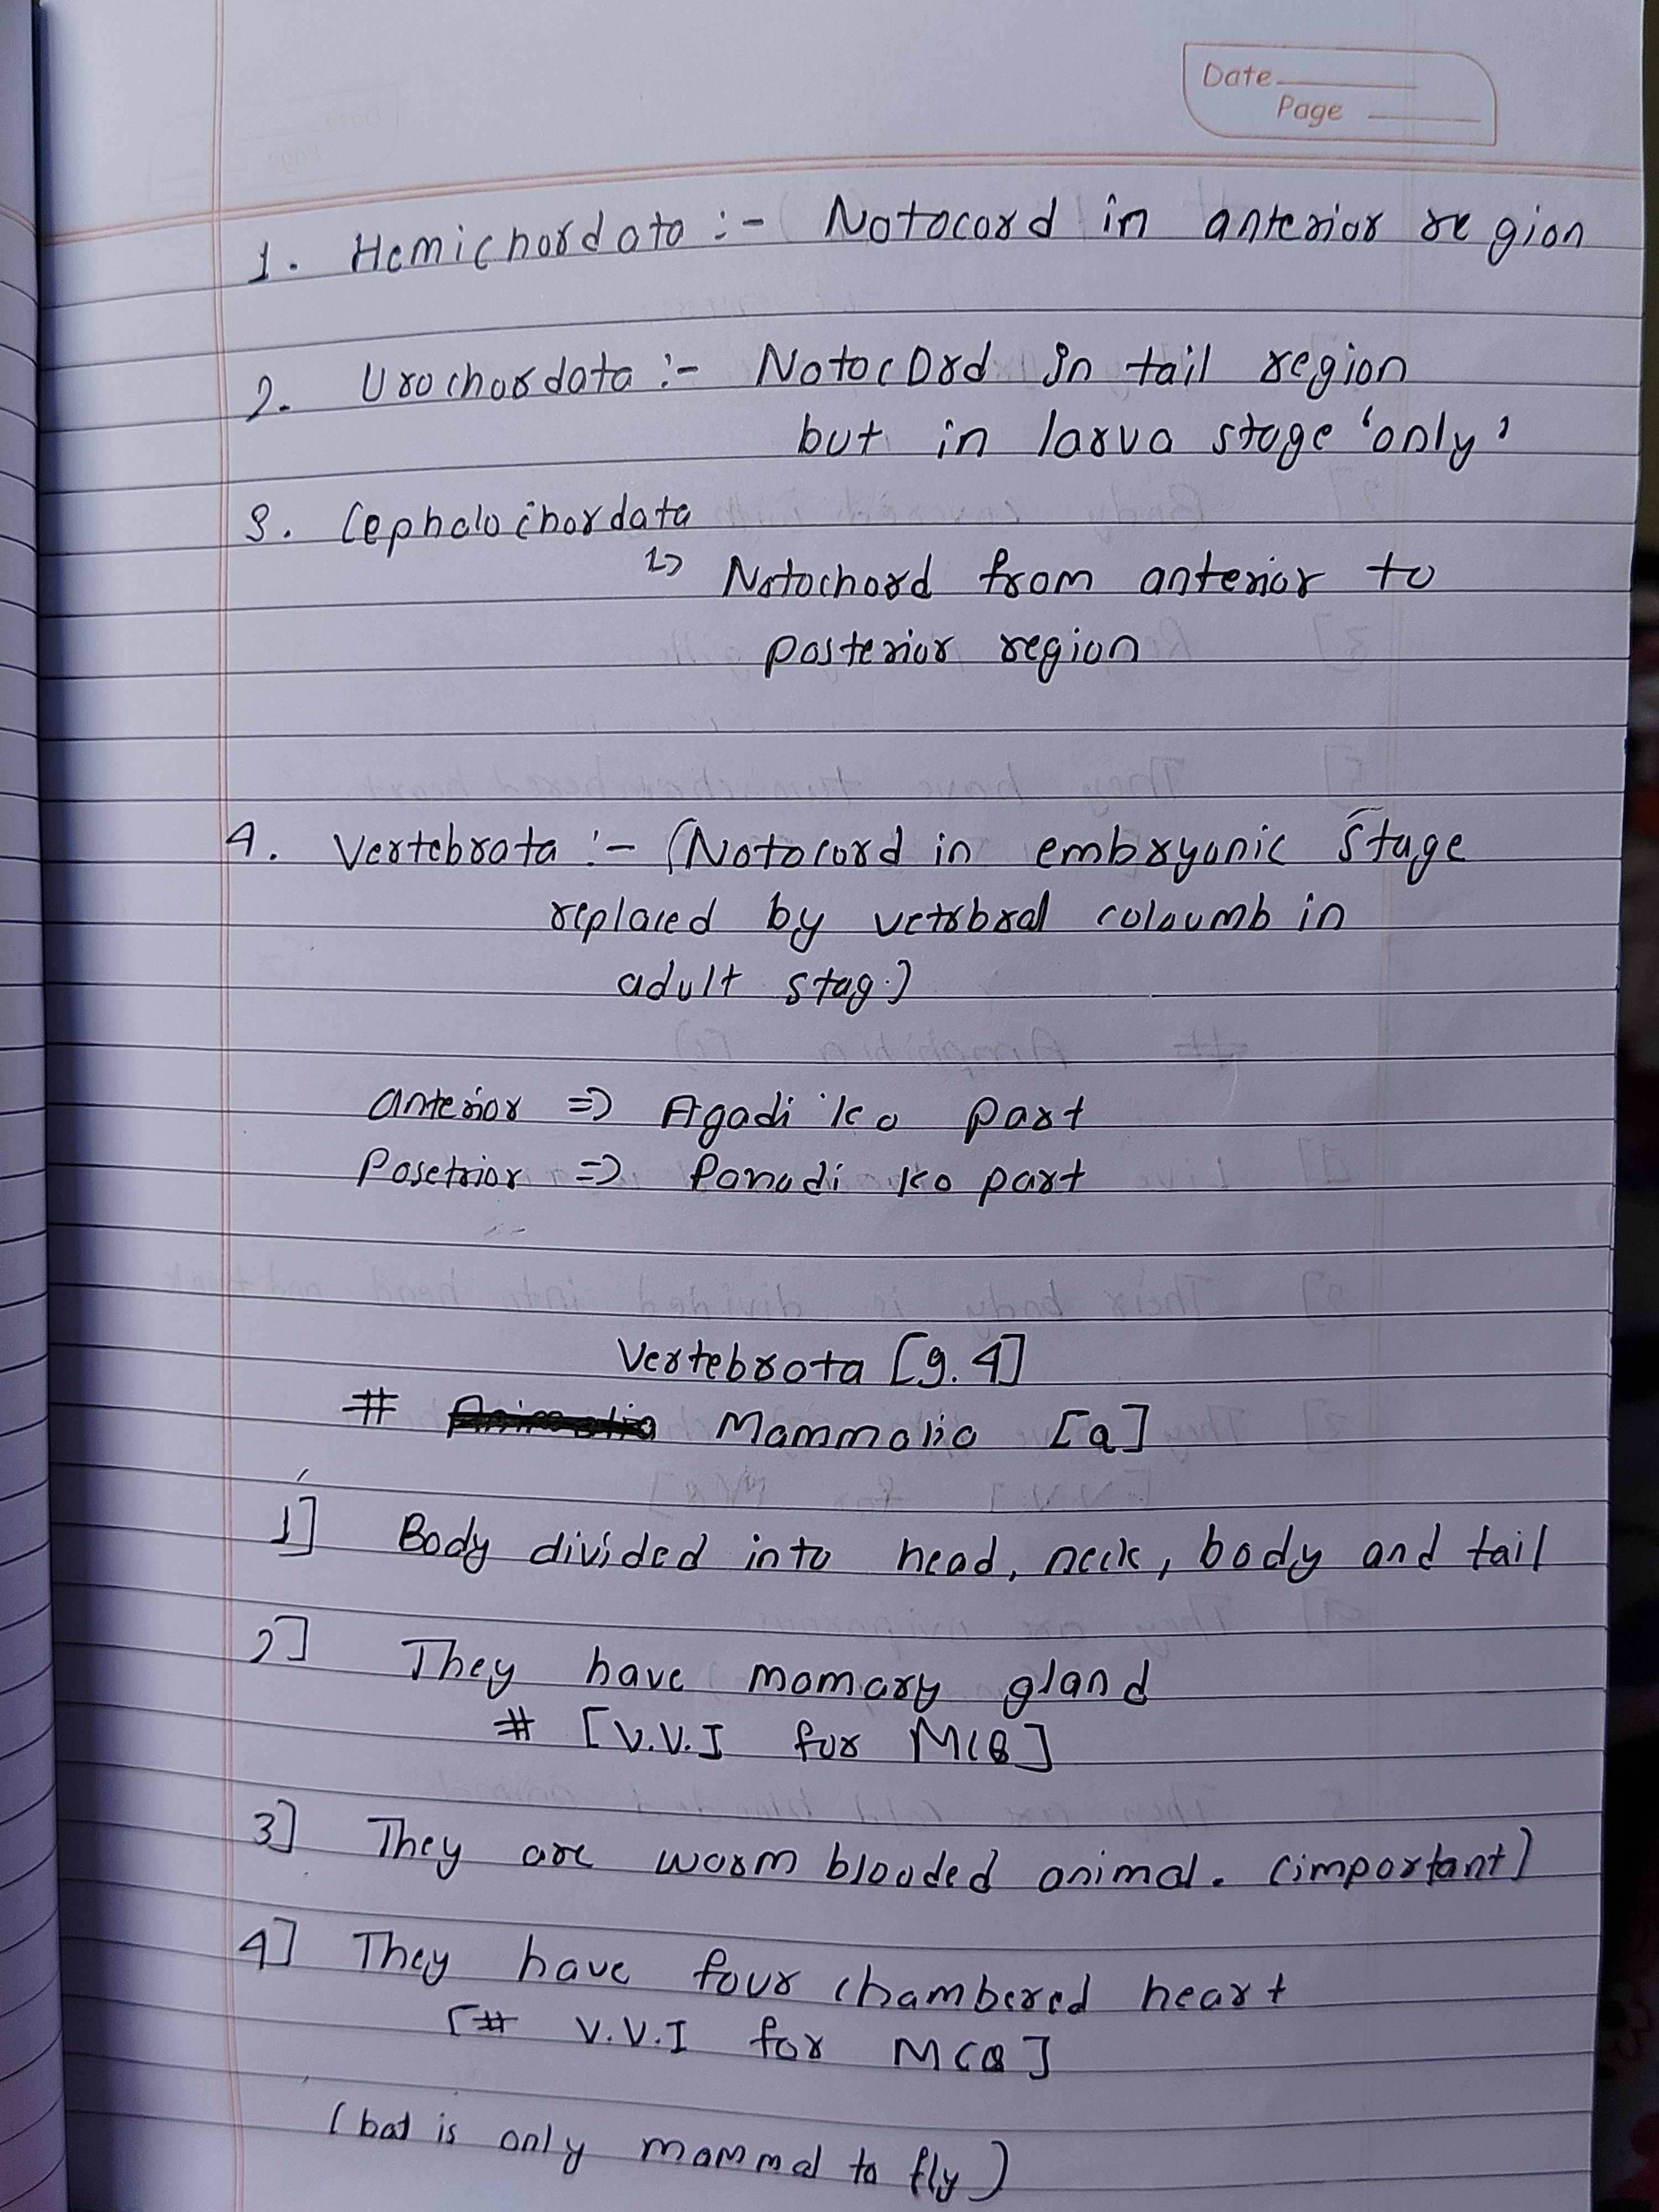 Date
Page
1. Hemichordata :- Notocord in anterior region
2. Urochordata :- Notocord In tail region
but in larva stage 'only'
3. Cephalochordata
1> Notochord from anterior to
posterior region
4. Vertebrata :- (Notocord in embryonic stage
replaced by vetrbral coloumb in
adult stag.)
anterior => Agadi ko part
Posetrior => Panadi ko part
Vertebrata [g.4]
# Mammalia [a]
1] Body divided into head, neck, body and tail
2] They have mamary gland
# [V.V.I for MCQ]
3] They are warm blooded animal. (important)
4] They have four chambered heart
[# V.V.I for MCQ]
(bat is only mammal to fly)